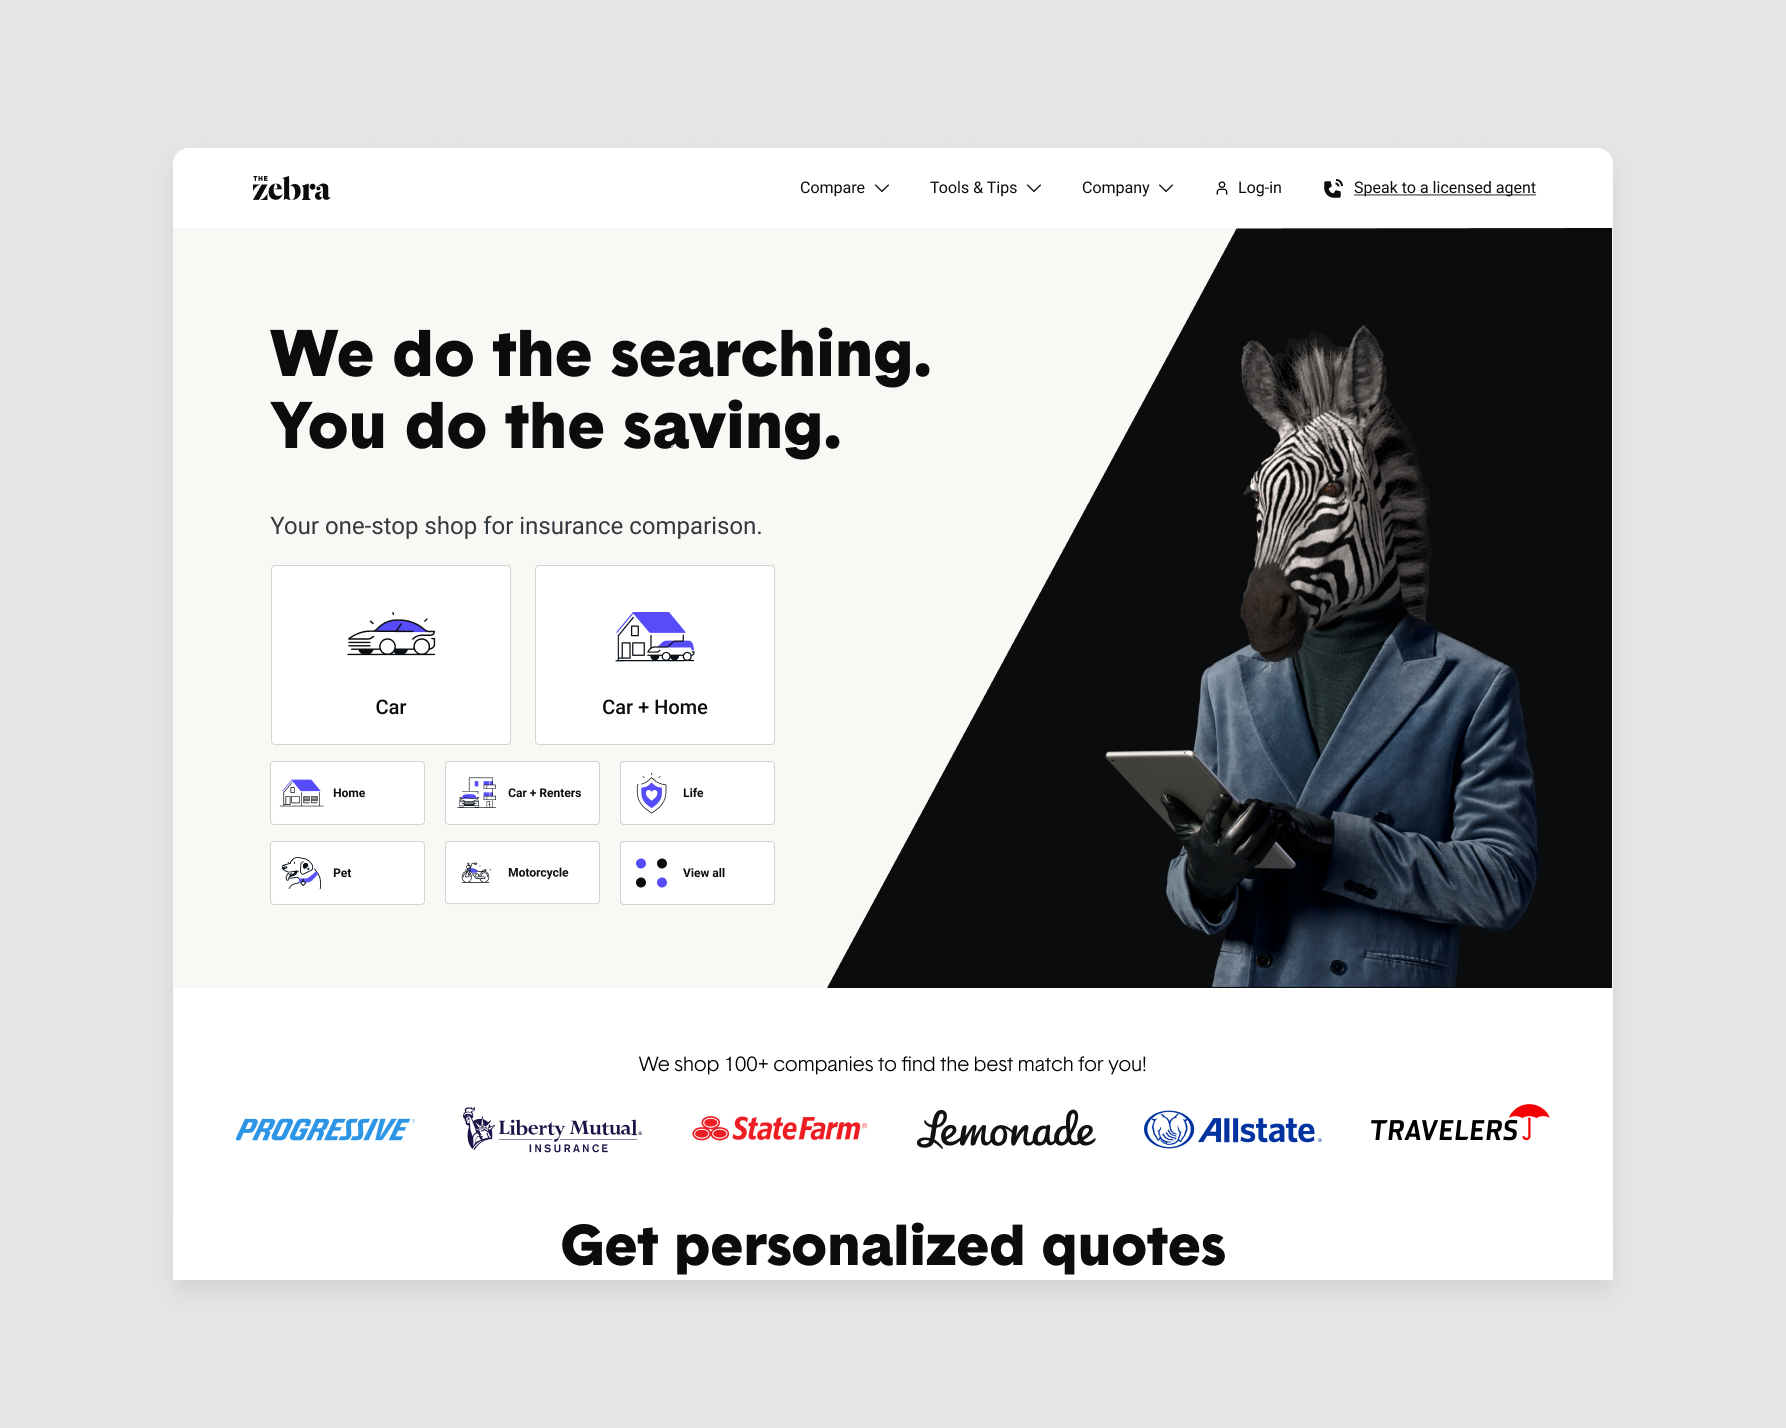 THE
zebra
Compare
Tools & Tips
Company
Log-in
Speak to a licensed agent
We do the searching.
You do the saving.
Your one-stop shop for insurance comparison.
Car
Car + Home
Home
Car + Renters
Life
Pet
Motorcycle
View all
We shop 100+ companies to find the best match for you!
PROGRESSIVE
Liberty Mutual.
INSURANCE
StateFarm®
Lemonade
Allstate.
TRAVELERS
Get personalized quotes